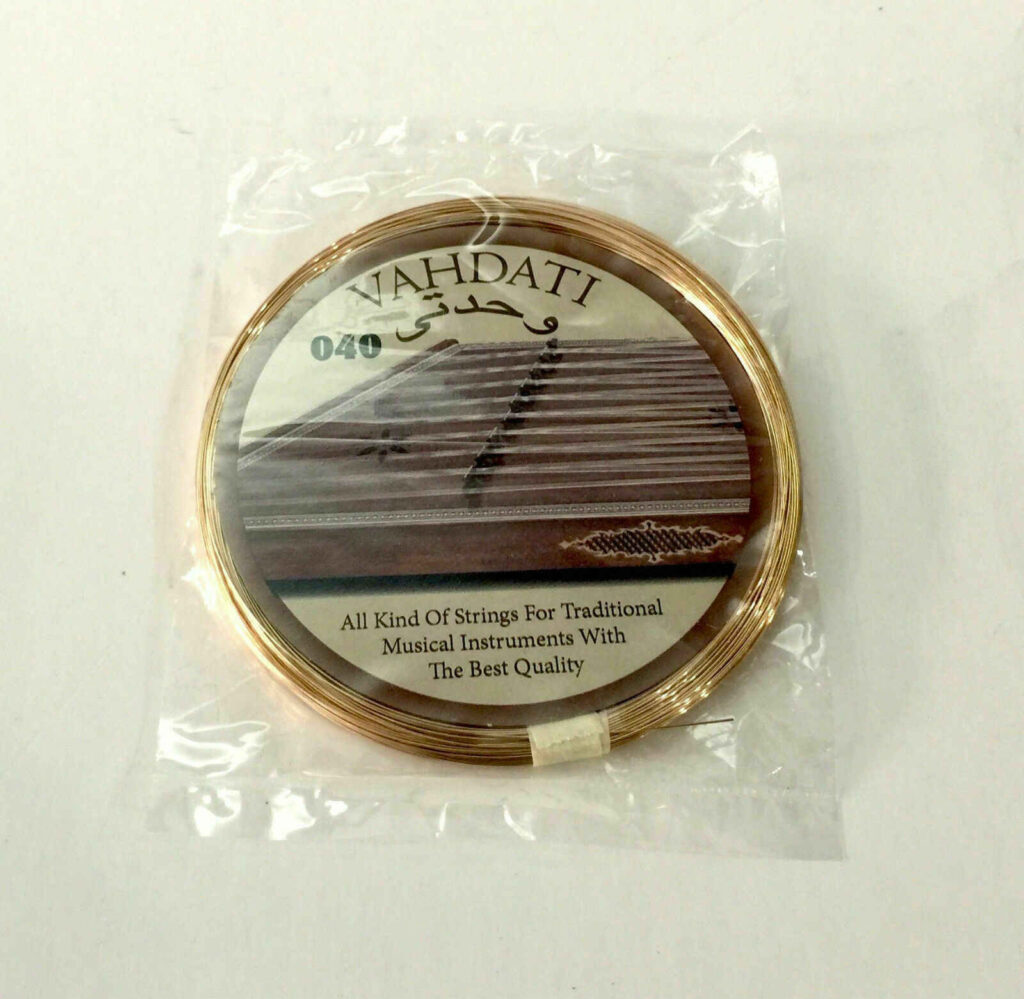 VAHDATI
وحدتی
040
All Kind Of Strings For Traditional
Musical Instruments With
The Best Quality